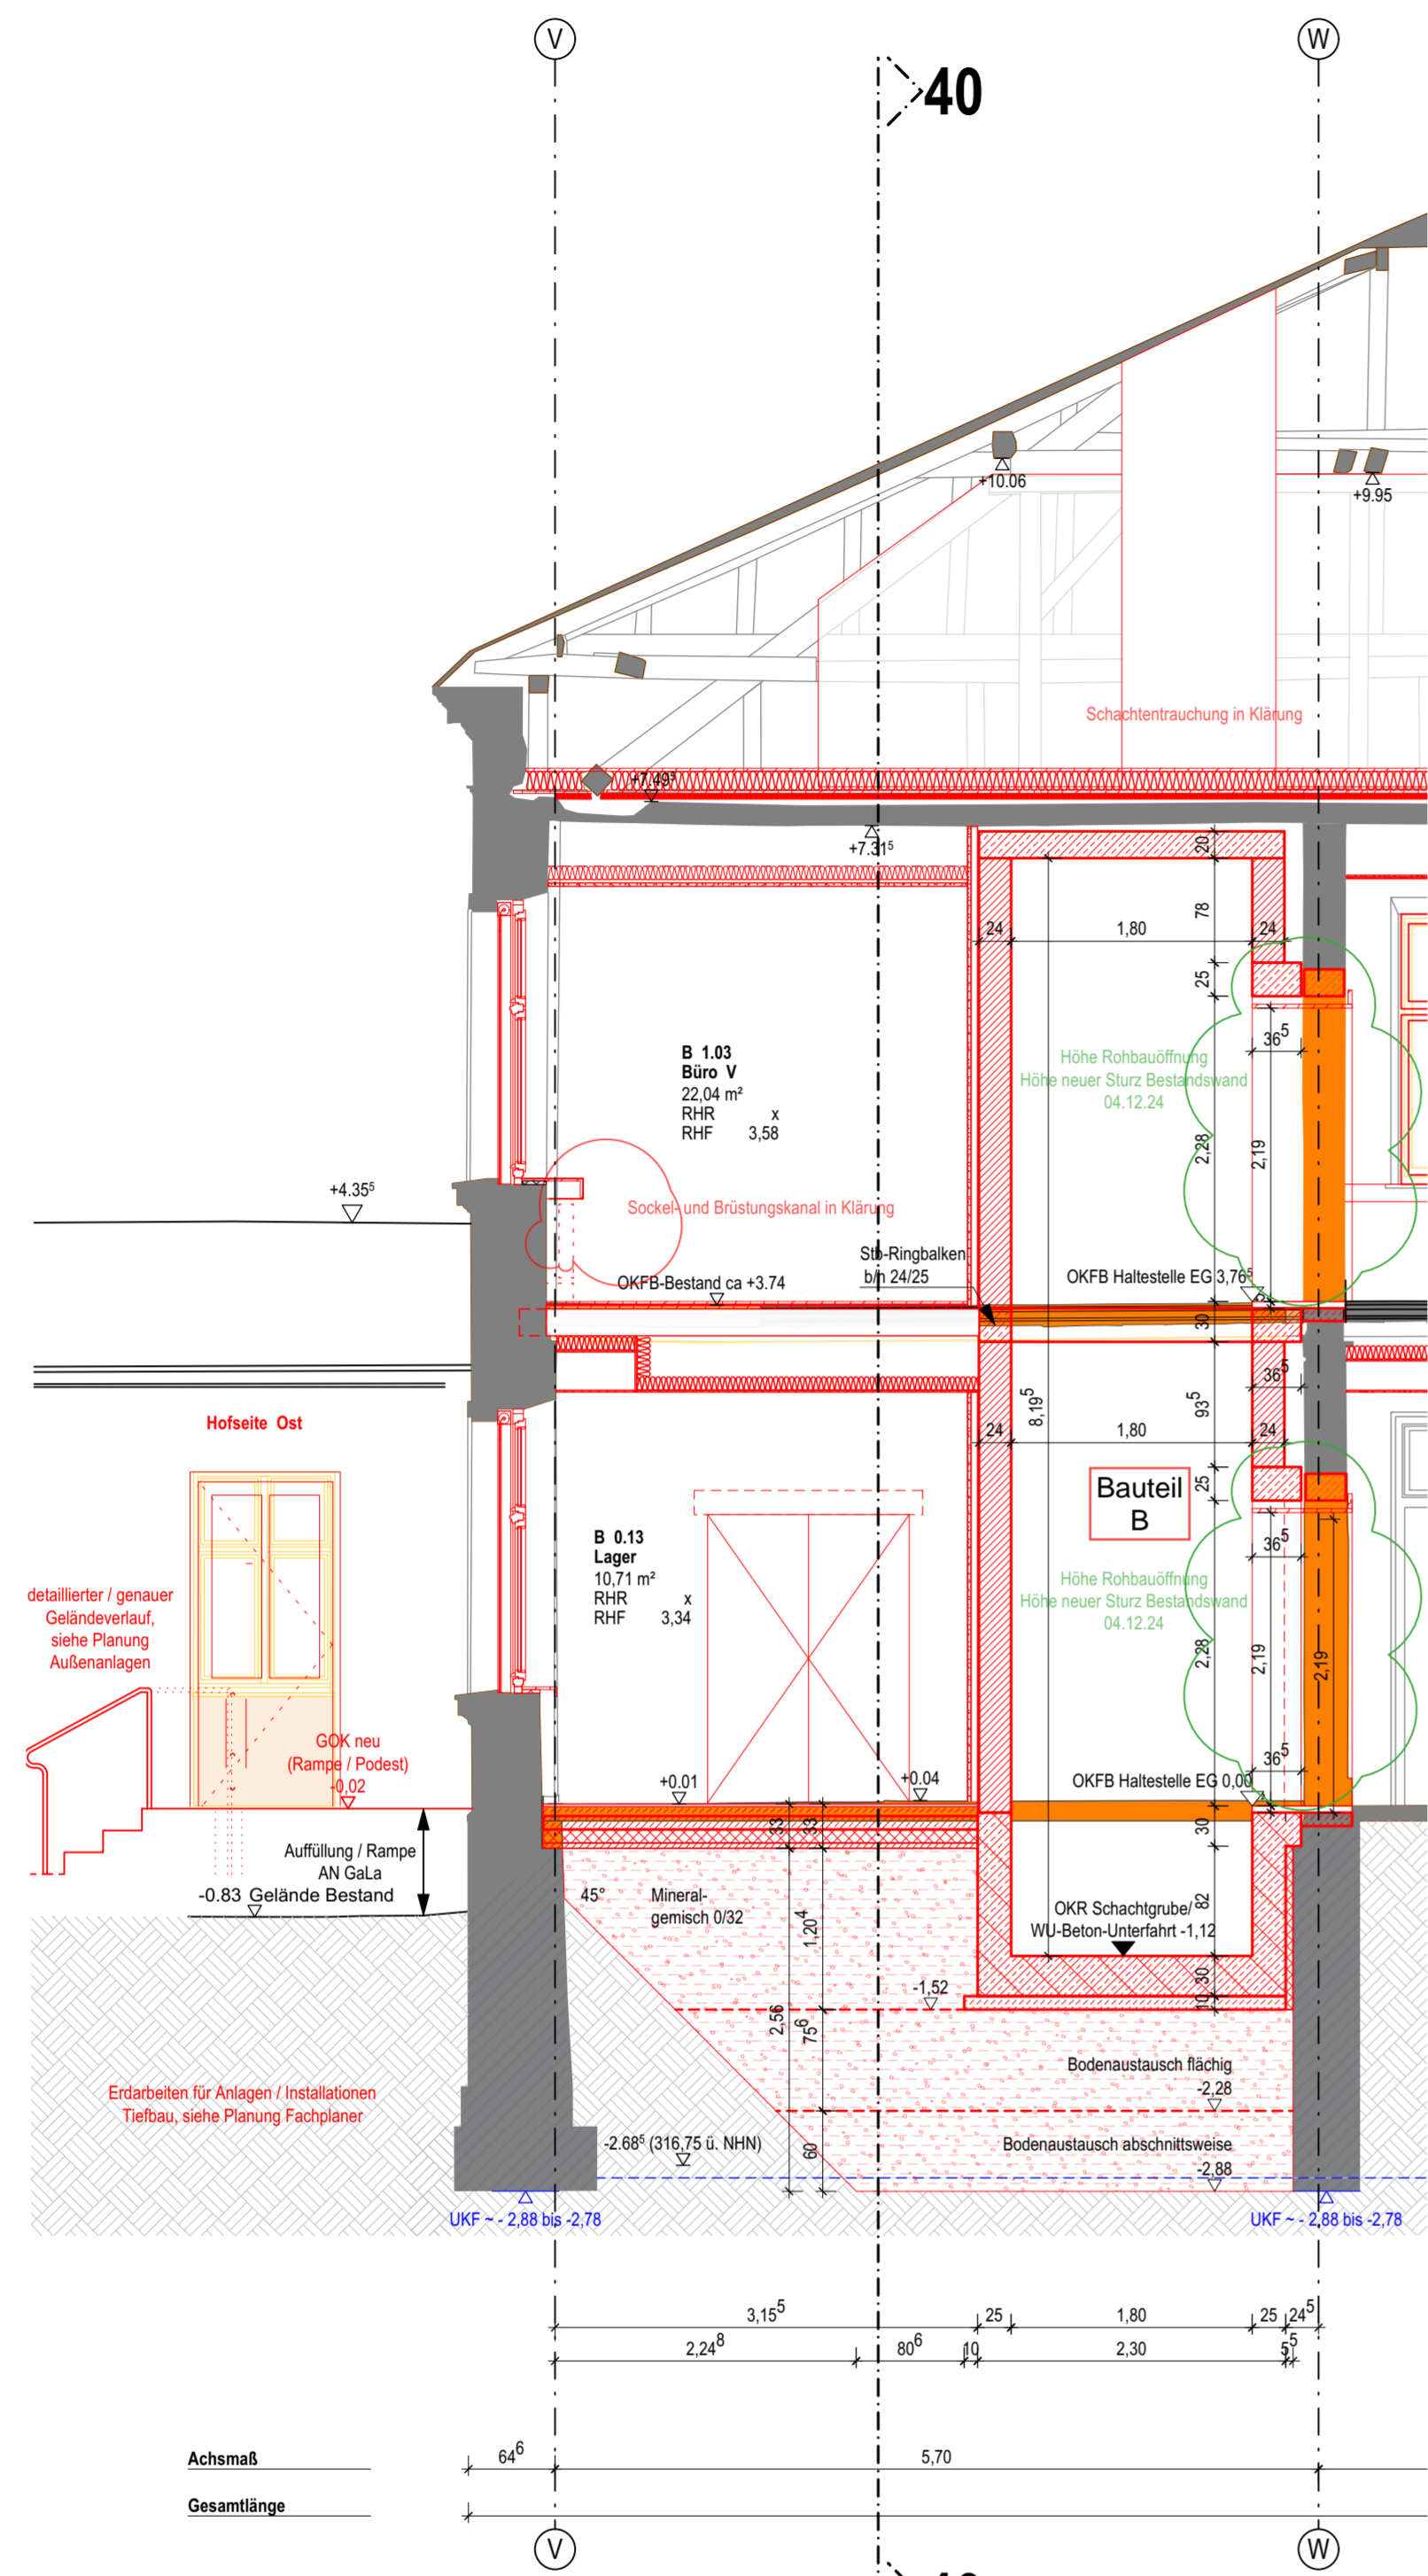 V
W
40
+10.06
+9.95
Schachtentrauchung in Klärung
+7.49⁵
+7.31⁵
20
78
24
1,80
24
25
36⁵
B 1.03
Büro V
22,04 m²
RHR x
RHF 3,58
Höhe Rohbauöffnung
Höhe neuer Sturz Bestandswand
04.12.24
2,28
2,19
+4.35⁵
Sockel- und Brüstungskanal in Klärung
Stb-Ringbalken
b/h 24/25
OKFB-Bestand ca +3.74
OKFB Haltestelle EG 3,76⁵
5
30
36⁵
8,19⁵
93⁵
Hofseite Ost
24
1,80
24
25
Bauteil
B
36⁵
B 0.13
Lager
10,71 m²
RHR x
RHF 3,34
Höhe Rohbauöffnung
Höhe neuer Sturz Bestandswand
04.12.24
detaillierter / genauer
Geländeverlauf,
siehe Planung
Außenanlagen
2,28
2,19
2,19
GOK neu
(Rampe / Podest)
-0,02
36⁵
+0.01
+0.04
OKFB Haltestelle EG 0,00
33
33
30
Auffüllung / Rampe
AN GaLa
-0.83 Gelände Bestand
45°
Mineral-
gemisch 0/32
1,20⁴
OKR Schachtgrube/
WU-Beton-Unterfahrt -1,12
82
-1,52
30
10
2,56
75⁶
Bodenaustausch flächig
-2,28
Erdarbeiten für Anlagen / Installationen
Tiefbau, siehe Planung Fachplaner
-2.68⁵ (316,75 ü. NHN)
60
Bodenaustausch abschnittsweise
-2,88
UKF ~ - 2,88 bis -2,78
UKF ~ - 2,88 bis -2,78
3,15⁵
25
1,80
25
24⁵
2,24⁸
80⁶
10
2,30
5⁵
Achsmaß
64⁶
5,70
Gesamtlänge
V
W